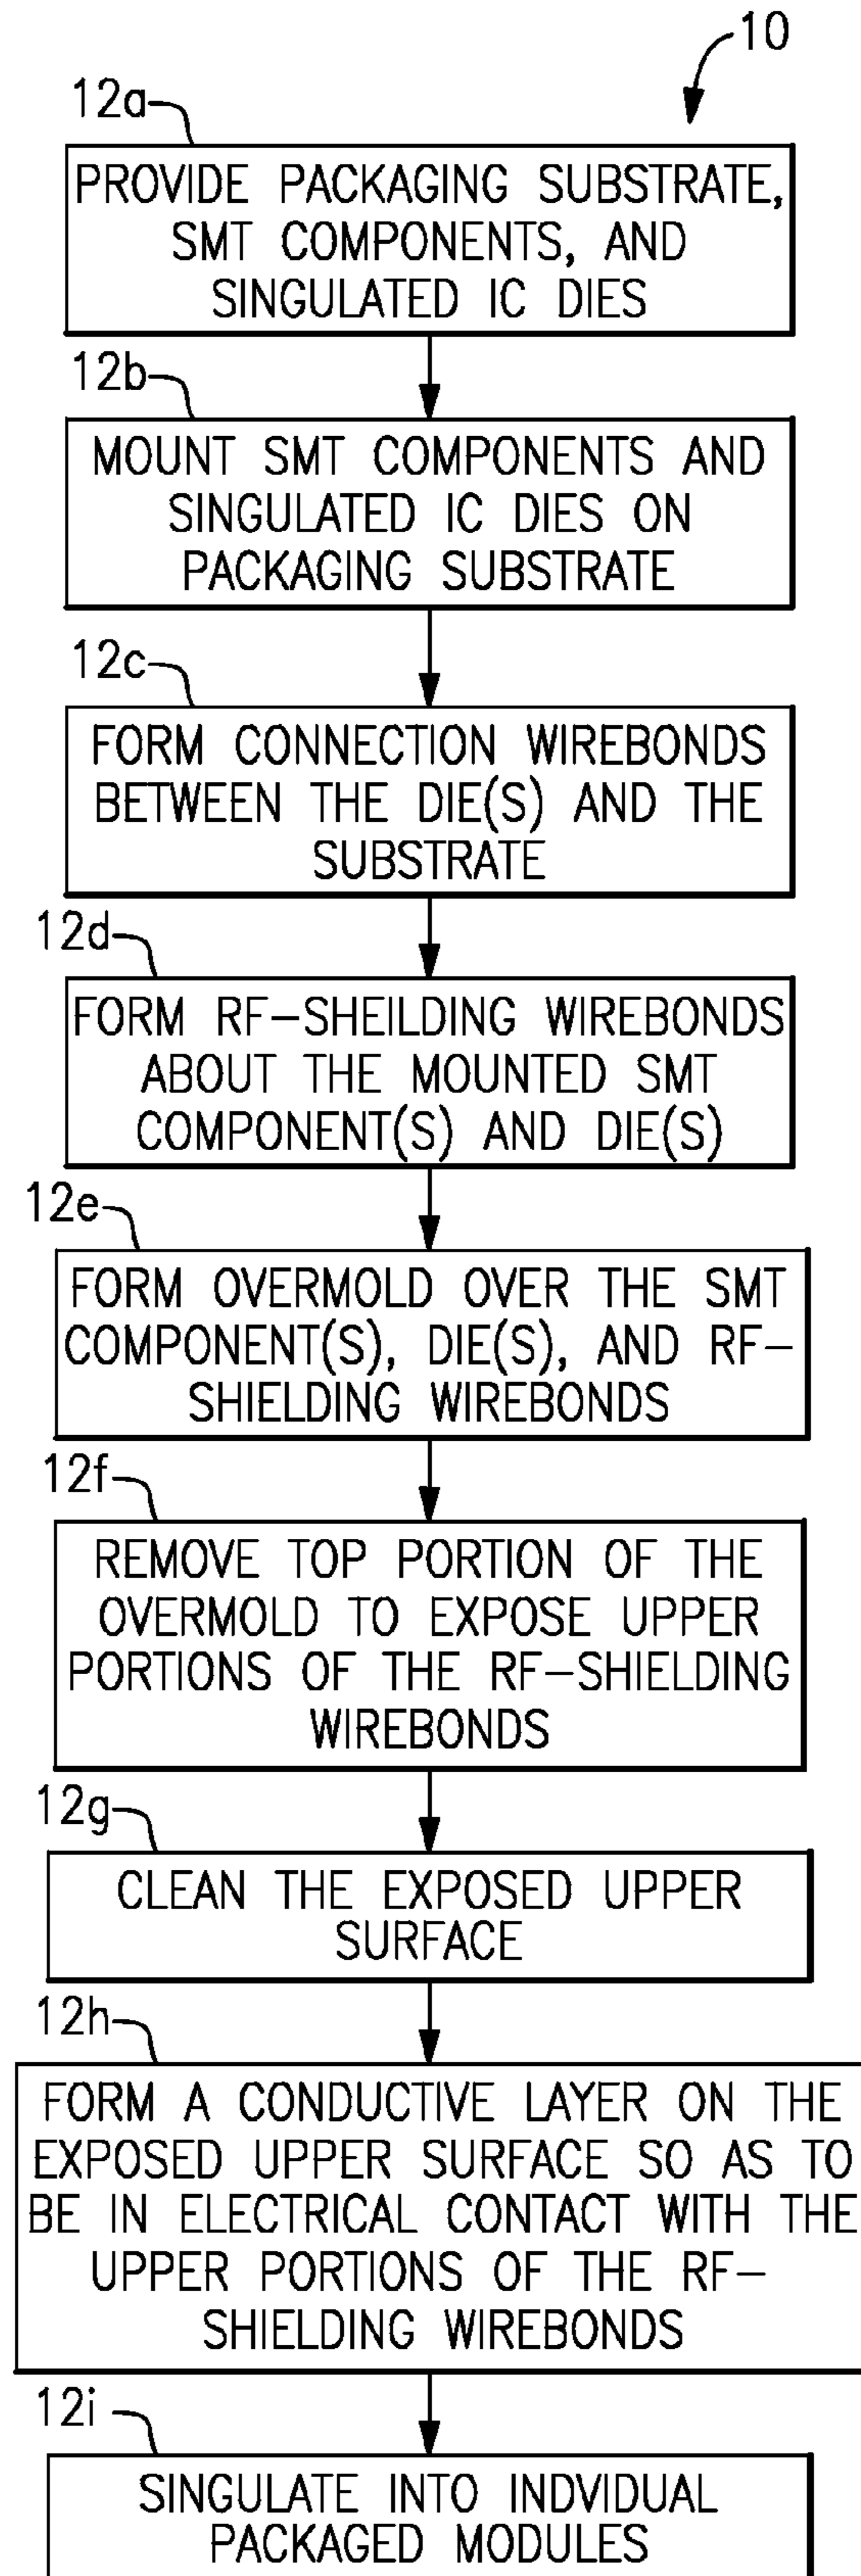 10
12a
PROVIDE PACKAGING SUBSTRATE,
SMT COMPONENTS, AND
SINGULATED IC DIES
12b
MOUNT SMT COMPONENTS AND
SINGULATED IC DIES ON
PACKAGING SUBSTRATE
12c
FORM CONNECTION WIREBONDS
BETWEEN THE DIE(S) AND THE
SUBSTRATE
12d
FORM RF-SHEILDING WIREBONDS
ABOUT THE MOUNTED SMT
COMPONENT(S) AND DIE(S)
12e
FORM OVERMOLD OVER THE SMT
COMPONENT(S), DIE(S), AND RF-
SHIELDING WIREBONDS
12f
REMOVE TOP PORTION OF THE
OVERMOLD TO EXPOSE UPPER
PORTIONS OF THE RF-SHIELDING
WIREBONDS
12g
CLEAN THE EXPOSED UPPER
SURFACE
12h
FORM A CONDUCTIVE LAYER ON THE
EXPOSED UPPER SURFACE SO AS TO
BE IN ELECTRICAL CONTACT WITH THE
UPPER PORTIONS OF THE RF-
SHIELDING WIREBONDS
12i
SINGULATE INTO INDVIDUAL
PACKAGED MODULES